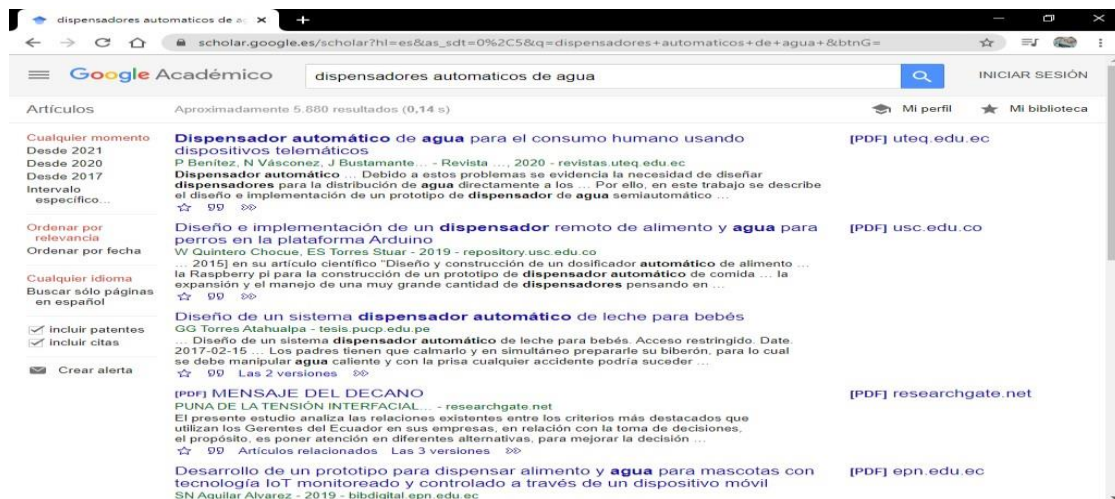 dispensadores automaticos de a
scholar.google.es/scholar?hl=es&as_sdt=0%2C5&q=dispensadores+automaticos+de+agua+&btnG=
Google Académico
dispensadores automaticos de agua
INICIAR SESIÓN
Artículos
Aproximadamente 5.880 resultados (0,14 s)
Mi perfil
Mi biblioteca
Cualquier momento
Desde 2021
Desde 2020
Desde 2017
Intervalo
específico...
Ordenar por
relevancia
Ordenar por fecha
Cualquier idioma
Buscar sólo páginas
en español
incluir patentes
incluir citas
Crear alerta
Dispensador automático de agua para el consumo humano usando
dispositivos telemáticos
[PDF] uteq.edu.ec
P Benítez, N Vásconez, J Bustamante... - Revista ..., 2020 - revistas.uteq.edu.ec
Dispensador automático ... Debido a estos problemas se evidencia la necesidad de diseñar
dispensadores para la distribución de agua directamente a los ... Por ello, en este trabajo se describe
el diseño e implementación de un prototipo de dispensador de agua semiautomático ...
Diseño e implementación de un dispensador remoto de alimento y agua para
perros en la plataforma Arduino
[PDF] usc.edu.co
W Quintero Chocue, ES Torres Stuar - 2019 - repository.usc.edu.co
... 2015] en su artículo científico "Diseño y construcción de un dosificador automático de alimento ...
la Raspberry pi para la construcción de un prototipo de dispensador automático de comida ... la
expansión y el manejo de una muy grande cantidad de dispensadores pensando en ...
Diseño de un sistema dispensador automático de leche para bebés
GG Torres Atahualpa - tesis.pucp.edu.pe
... Diseño de un sistema dispensador automático de leche para bebés. Acceso restringido. Date.
2017-02-15 ... Los padres tienen que calmarlo y en simultáneo prepararle su biberón, para lo cual
se debe manipular agua caliente y con la prisa cualquier accidente podría suceder ...
Las 2 versiones
[PDF] MENSAJE DEL DECANO
[PDF] researchgate.net
PUNA DE LA TENSIÓN INTERFACIAL... - researchgate.net
El presente estudio analiza las relaciones existentes entre los criterios más destacados que
utilizan los Gerentes del Ecuador en sus empresas, en relación con la toma de decisiones,
el propósito, es poner atención en diferentes alternativas, para mejorar la decisión ...
Artículos relacionados Las 3 versiones
Desarrollo de un prototipo para dispensar alimento y agua para mascotas con
tecnología IoT monitoreado y controlado a través de un dispositivo móvil
[PDF] epn.edu.ec
SN Aguilar Alvarez - 2019 - bibdigital.epn.edu.ec